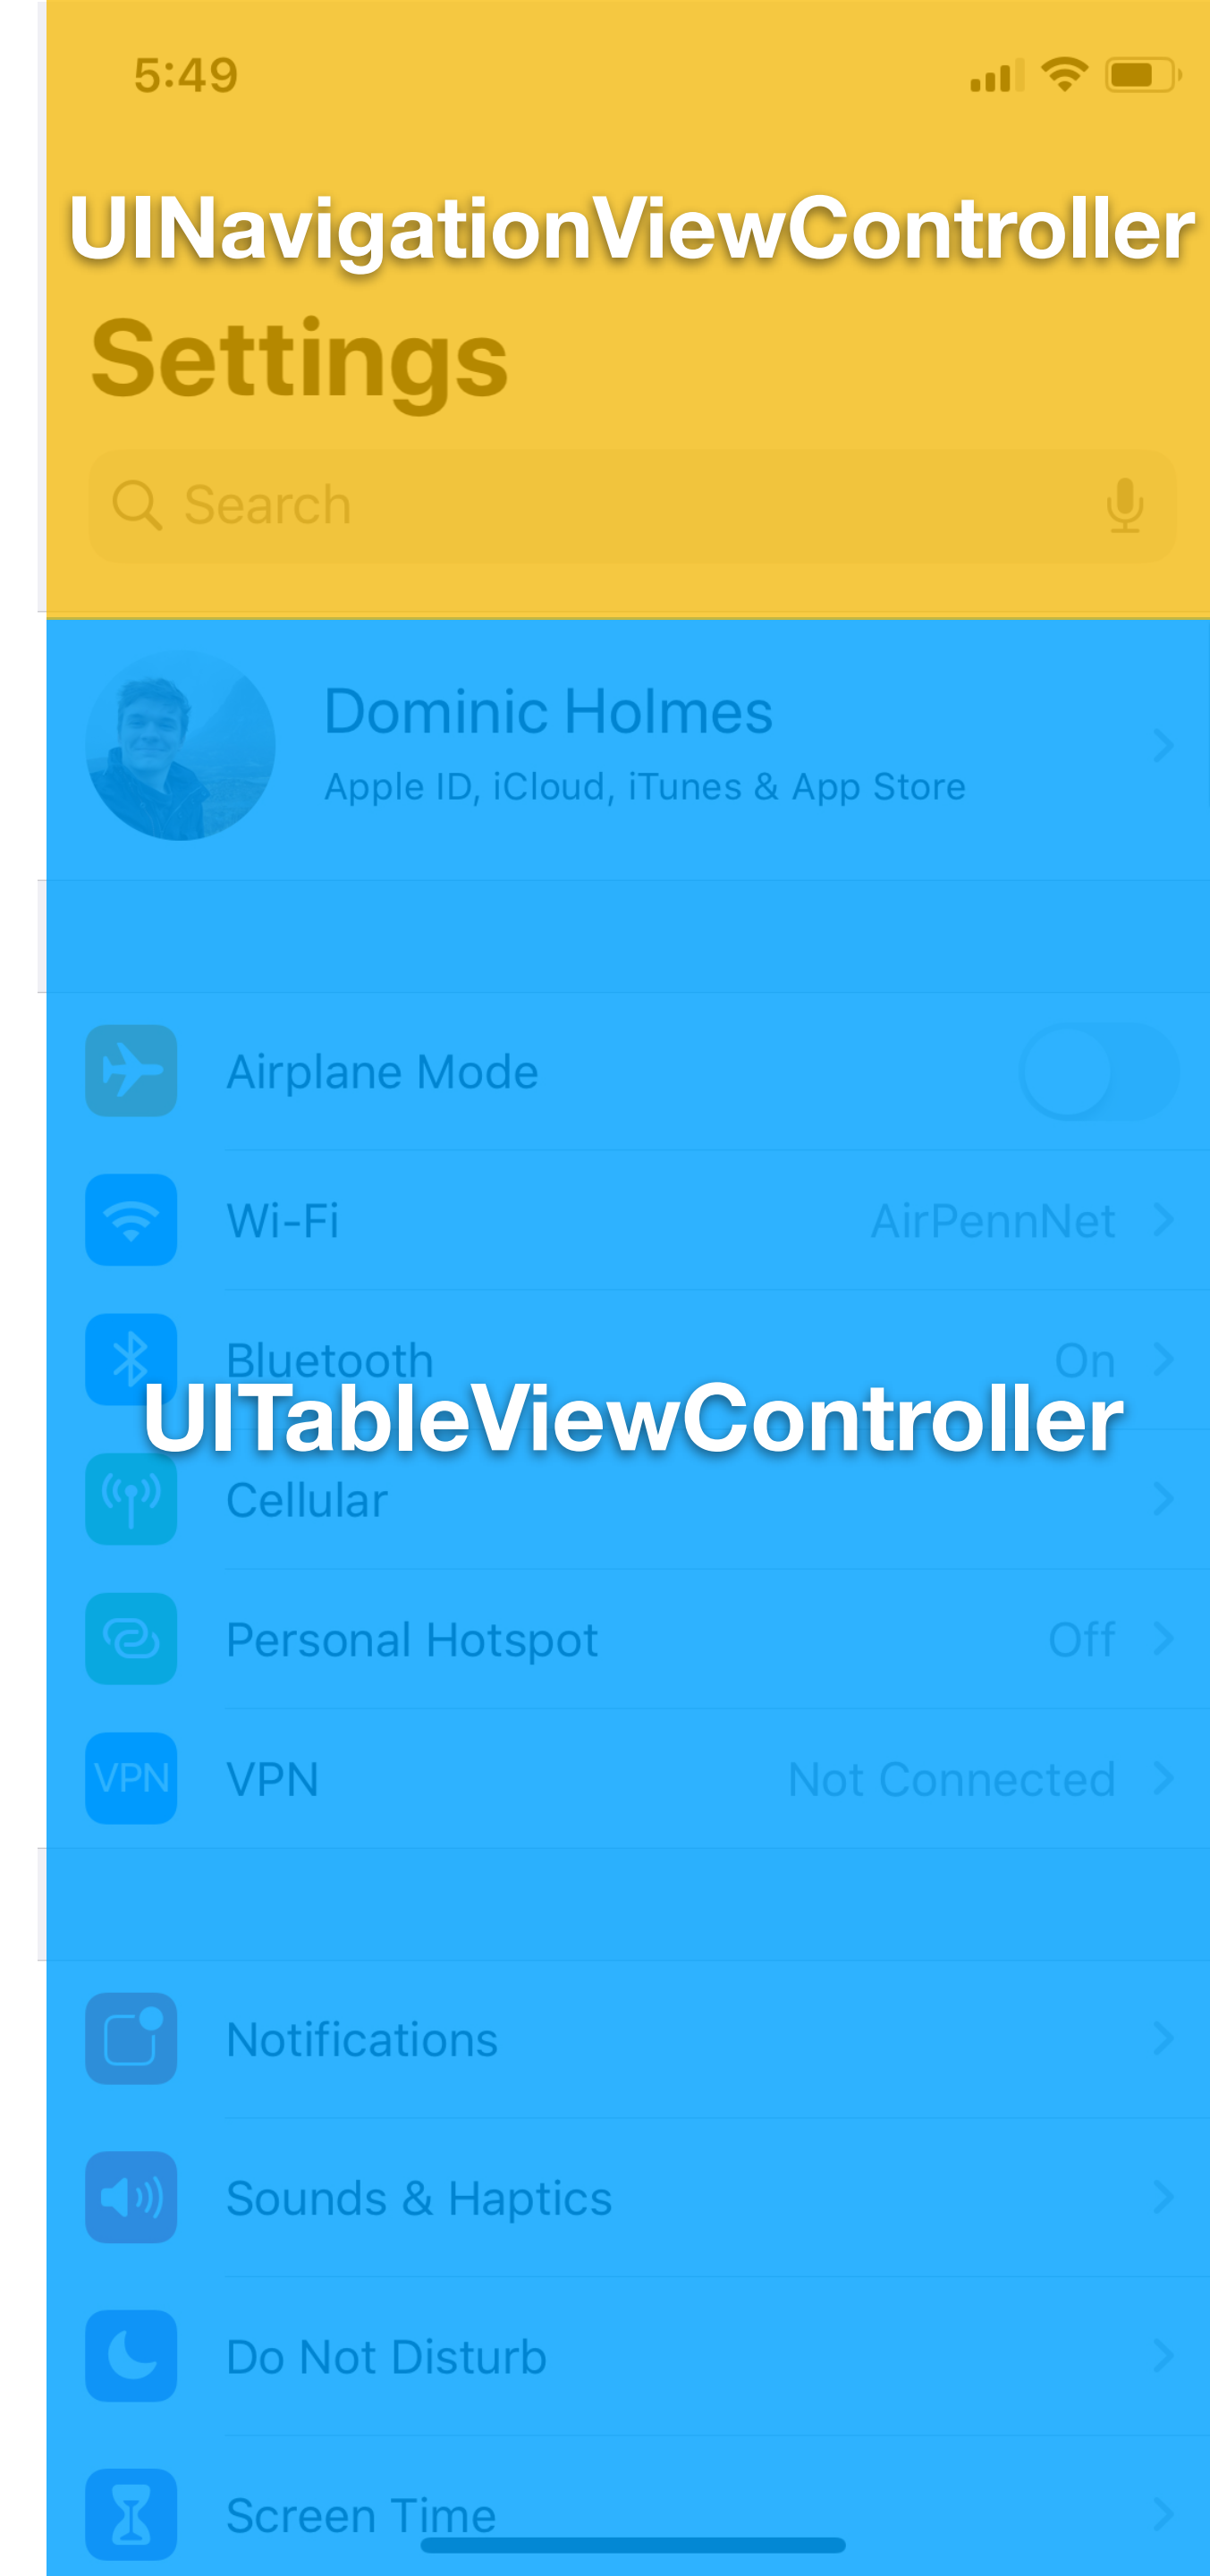 5:49
UINavigationViewController
Settings
Search
Dominic Holmes
Apple ID, iCloud, iTunes & App Store
Airplane Mode
Wi-Fi AirPennNet
Bluetooth On
UITableViewController
Cellular
Personal Hotspot Off
VPN VPN Not Connected
Notifications
Sounds & Haptics
Do Not Disturb
Screen Time